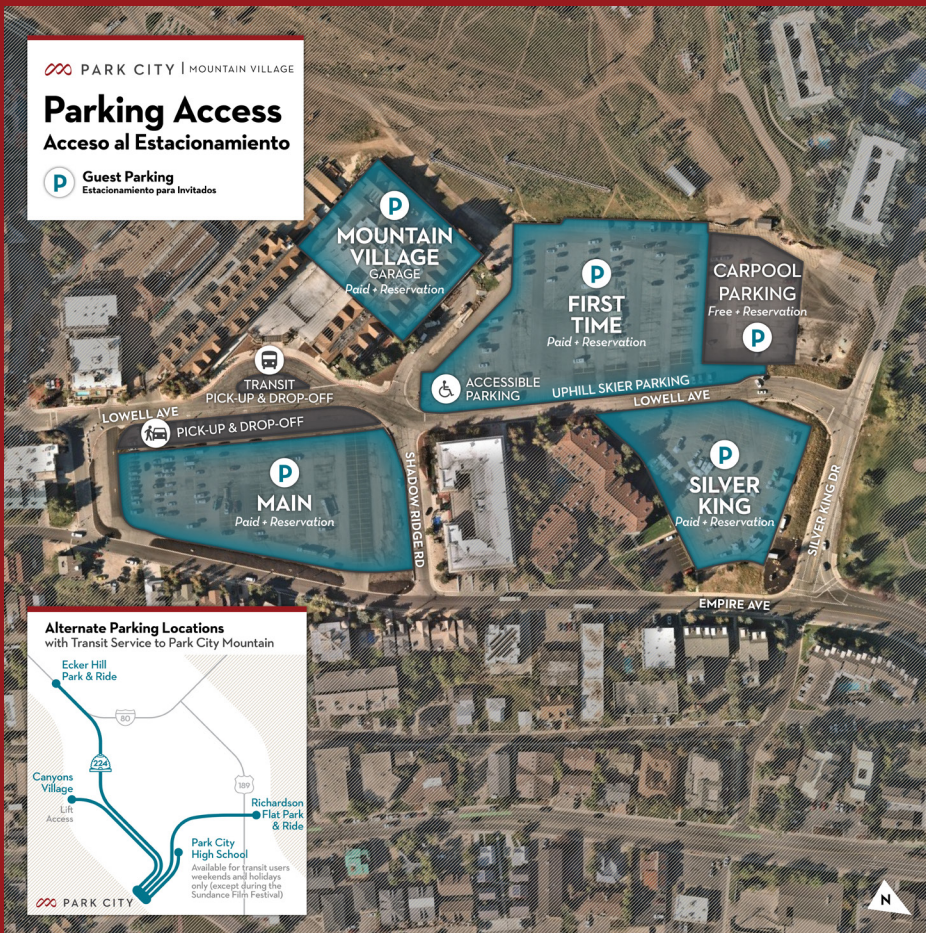 PARK CITY | MOUNTAIN VILLAGE
Parking Access
Acceso al Estacionamiento
P
Guest Parking
Estacionamiento para Invitados
P
MOUNTAIN
VILLAGE
GARAGE
Paid + Reservation
P
FIRST
TIME
Paid + Reservation
CARPOOL
PARKING
Free + Reservation
P
TRANSIT
PICK-UP & DROP-OFF
ACCESSIBLE
PARKING
UPHILL SKIER PARKING
LOWELL AVE
LOWELL AVE
PICK-UP & DROP-OFF
P
MAIN
Paid + Reservation
SHADOW RIDGE RD
P
SILVER
KING
Paid + Reservation
SILVER KING DR
EMPIRE AVE
Alternate Parking Locations
with Transit Service to Park City Mountain
Ecker Hill
Park & Ride
80
224
189
Canyons
Village
Lift
Access
Richardson
Flat Park
& Ride
Park City
High School
Available for transit users
weekends and holidays
only (except during the
Sundance Film Festival)
PARK CITY
N